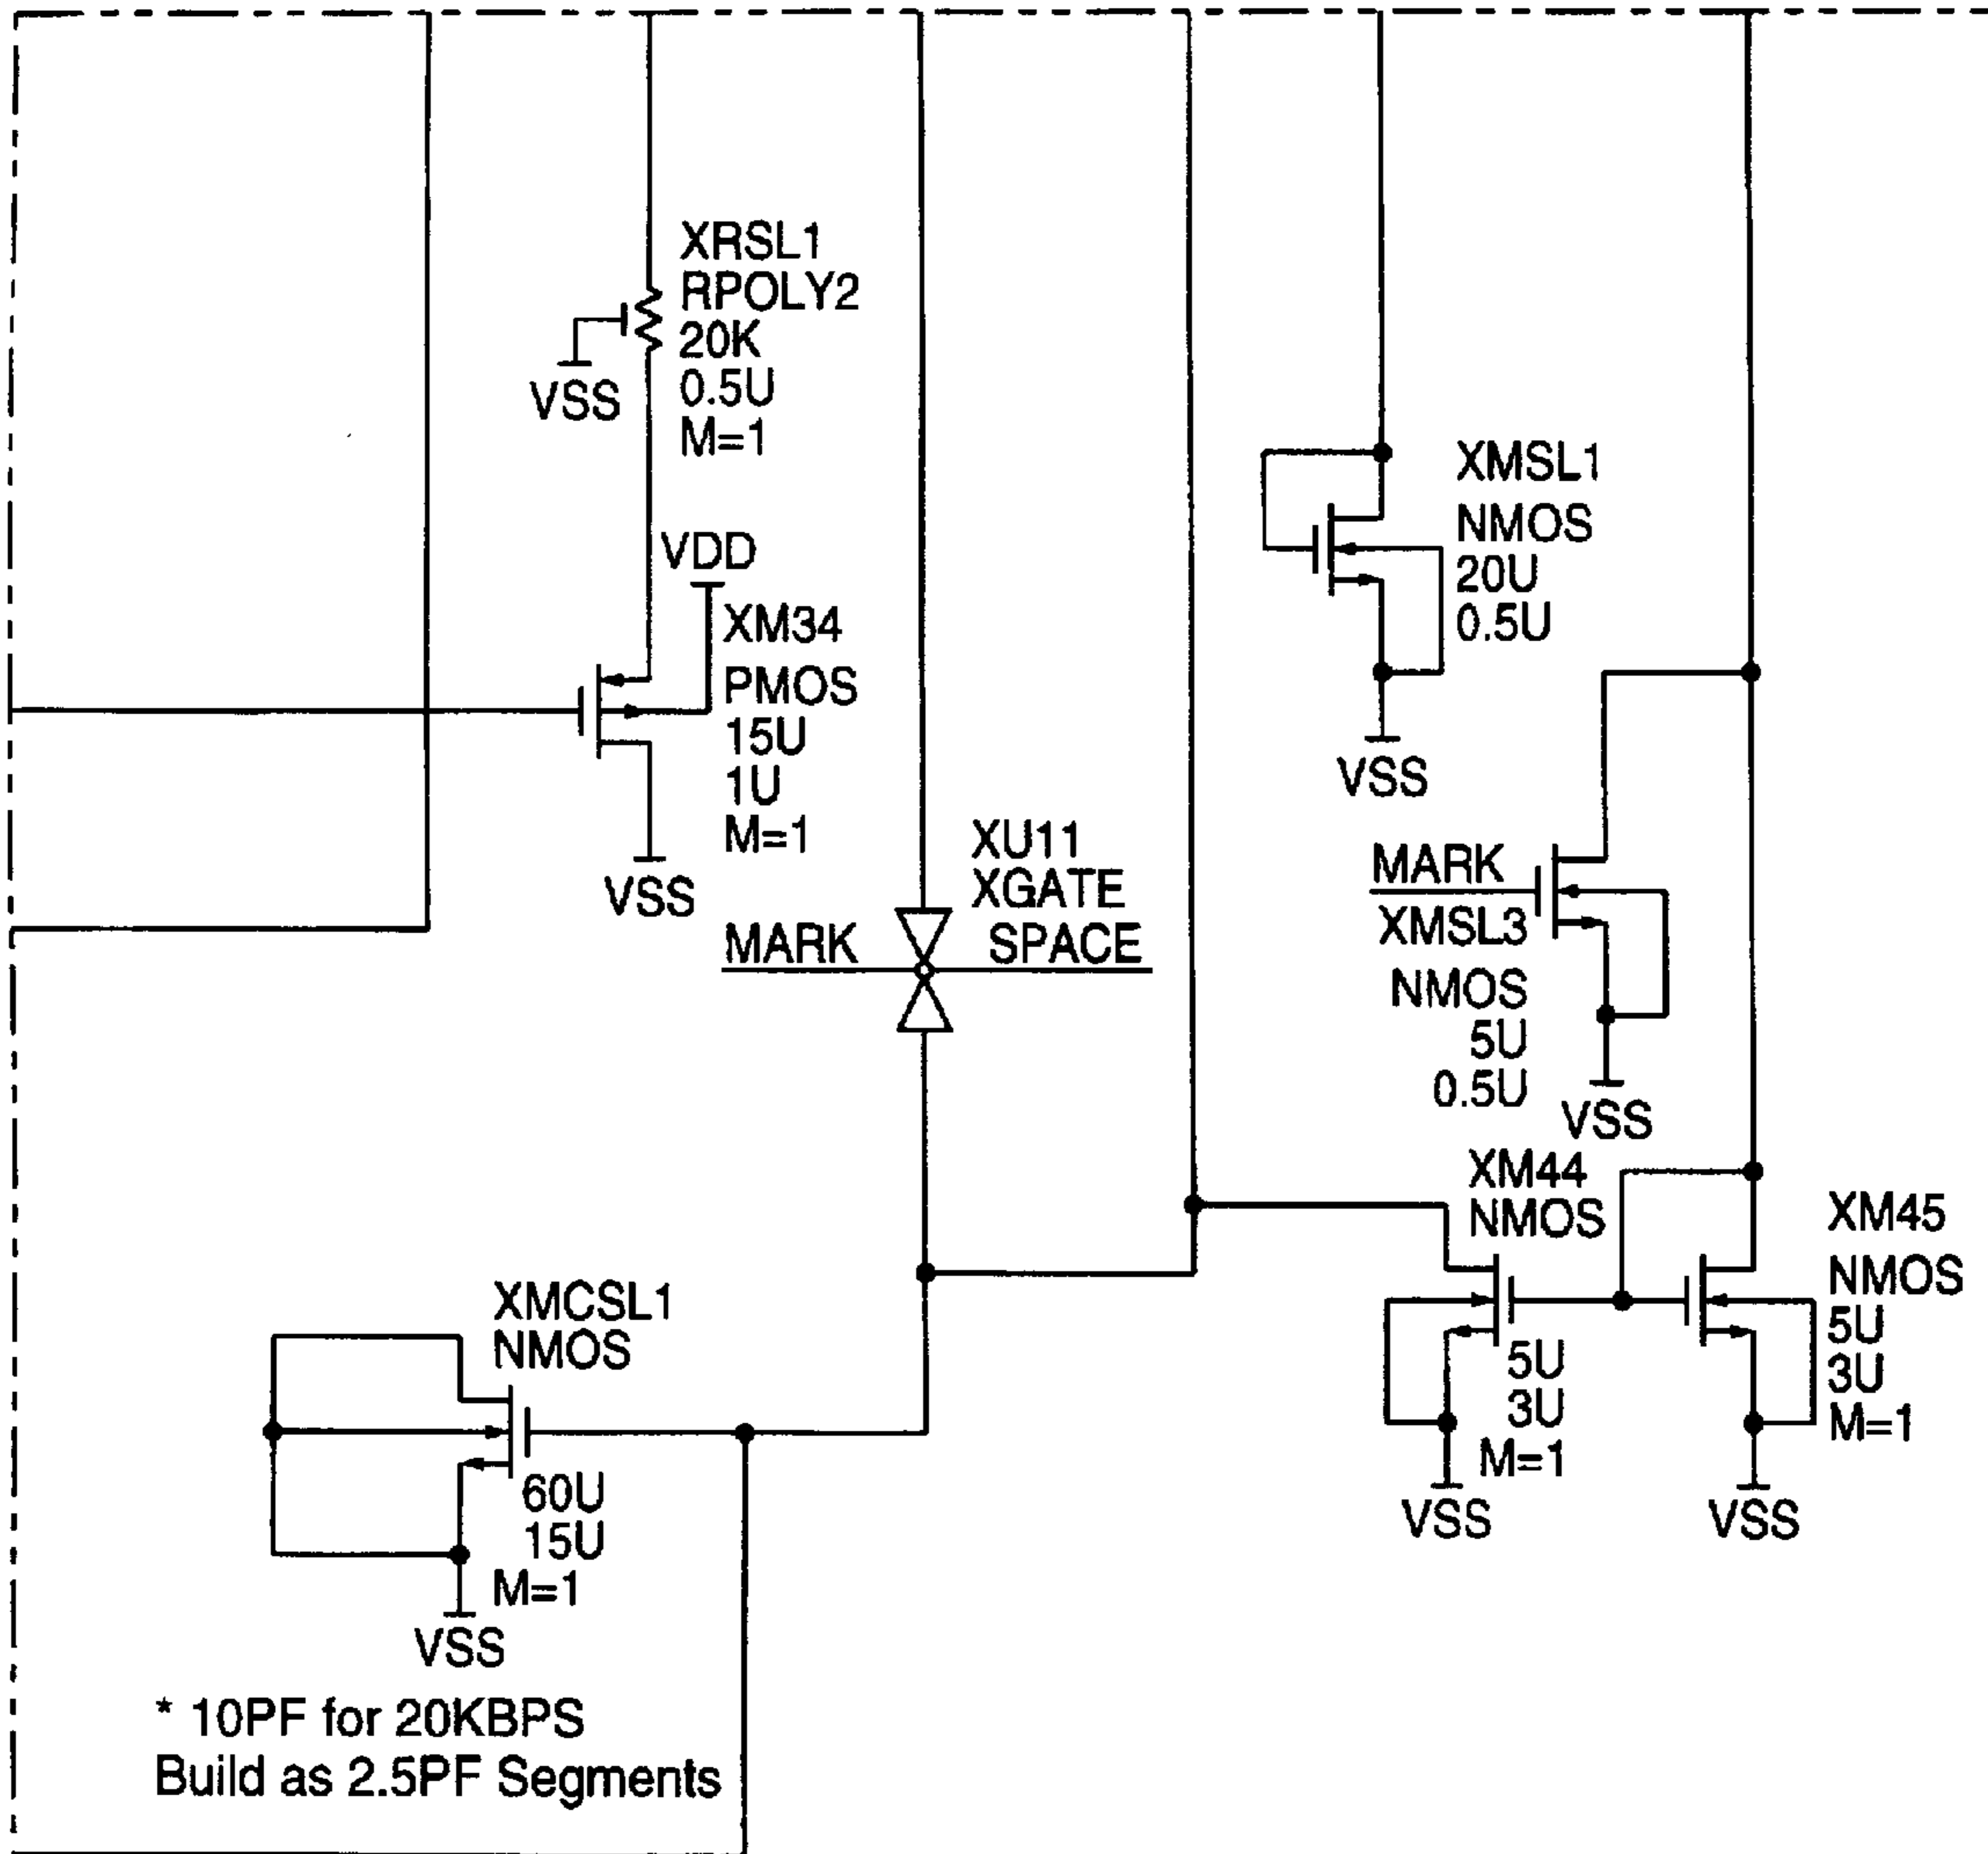 XRSL1
RPOLY2
20K
0.5U
M=1
VSS
VDD
XM34
PMOS
15U
1U
M=1
VSS
XMSL1
NMOS
20U
0.5U
VSS
XU11
XGATE
MARK
SPACE
MARK
XMSL3
NMOS
5U
0.5U
VSS
XM44
NMOS
5U
3U
M=1
VSS
XM45
NMOS
5U
3U
M=1
VSS
XMCSL1
NMOS
60U
15U
M=1
VSS
* 10PF for 20KBPS
Build as 2.5PF Segments